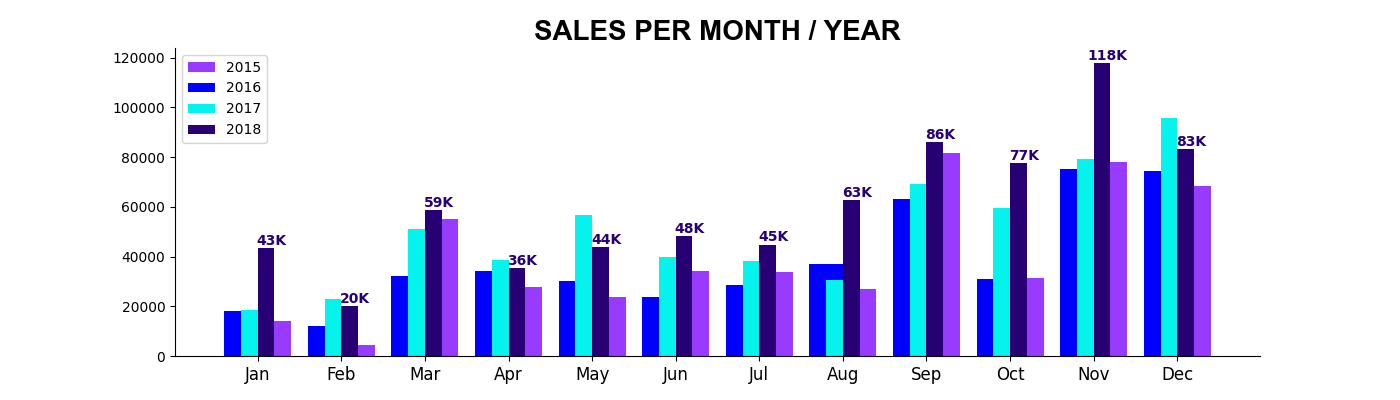 SALES PER MONTH / YEAR
120000
100000
80000
60000
40000
20000
0
2015
2016
2017
2018
43K
20K
59K
36K
44K
48K
45K
63K
86K
77K
118K
83K
Jan Feb Mar Apr May Jun Jul Aug Sep Oct Nov Dec